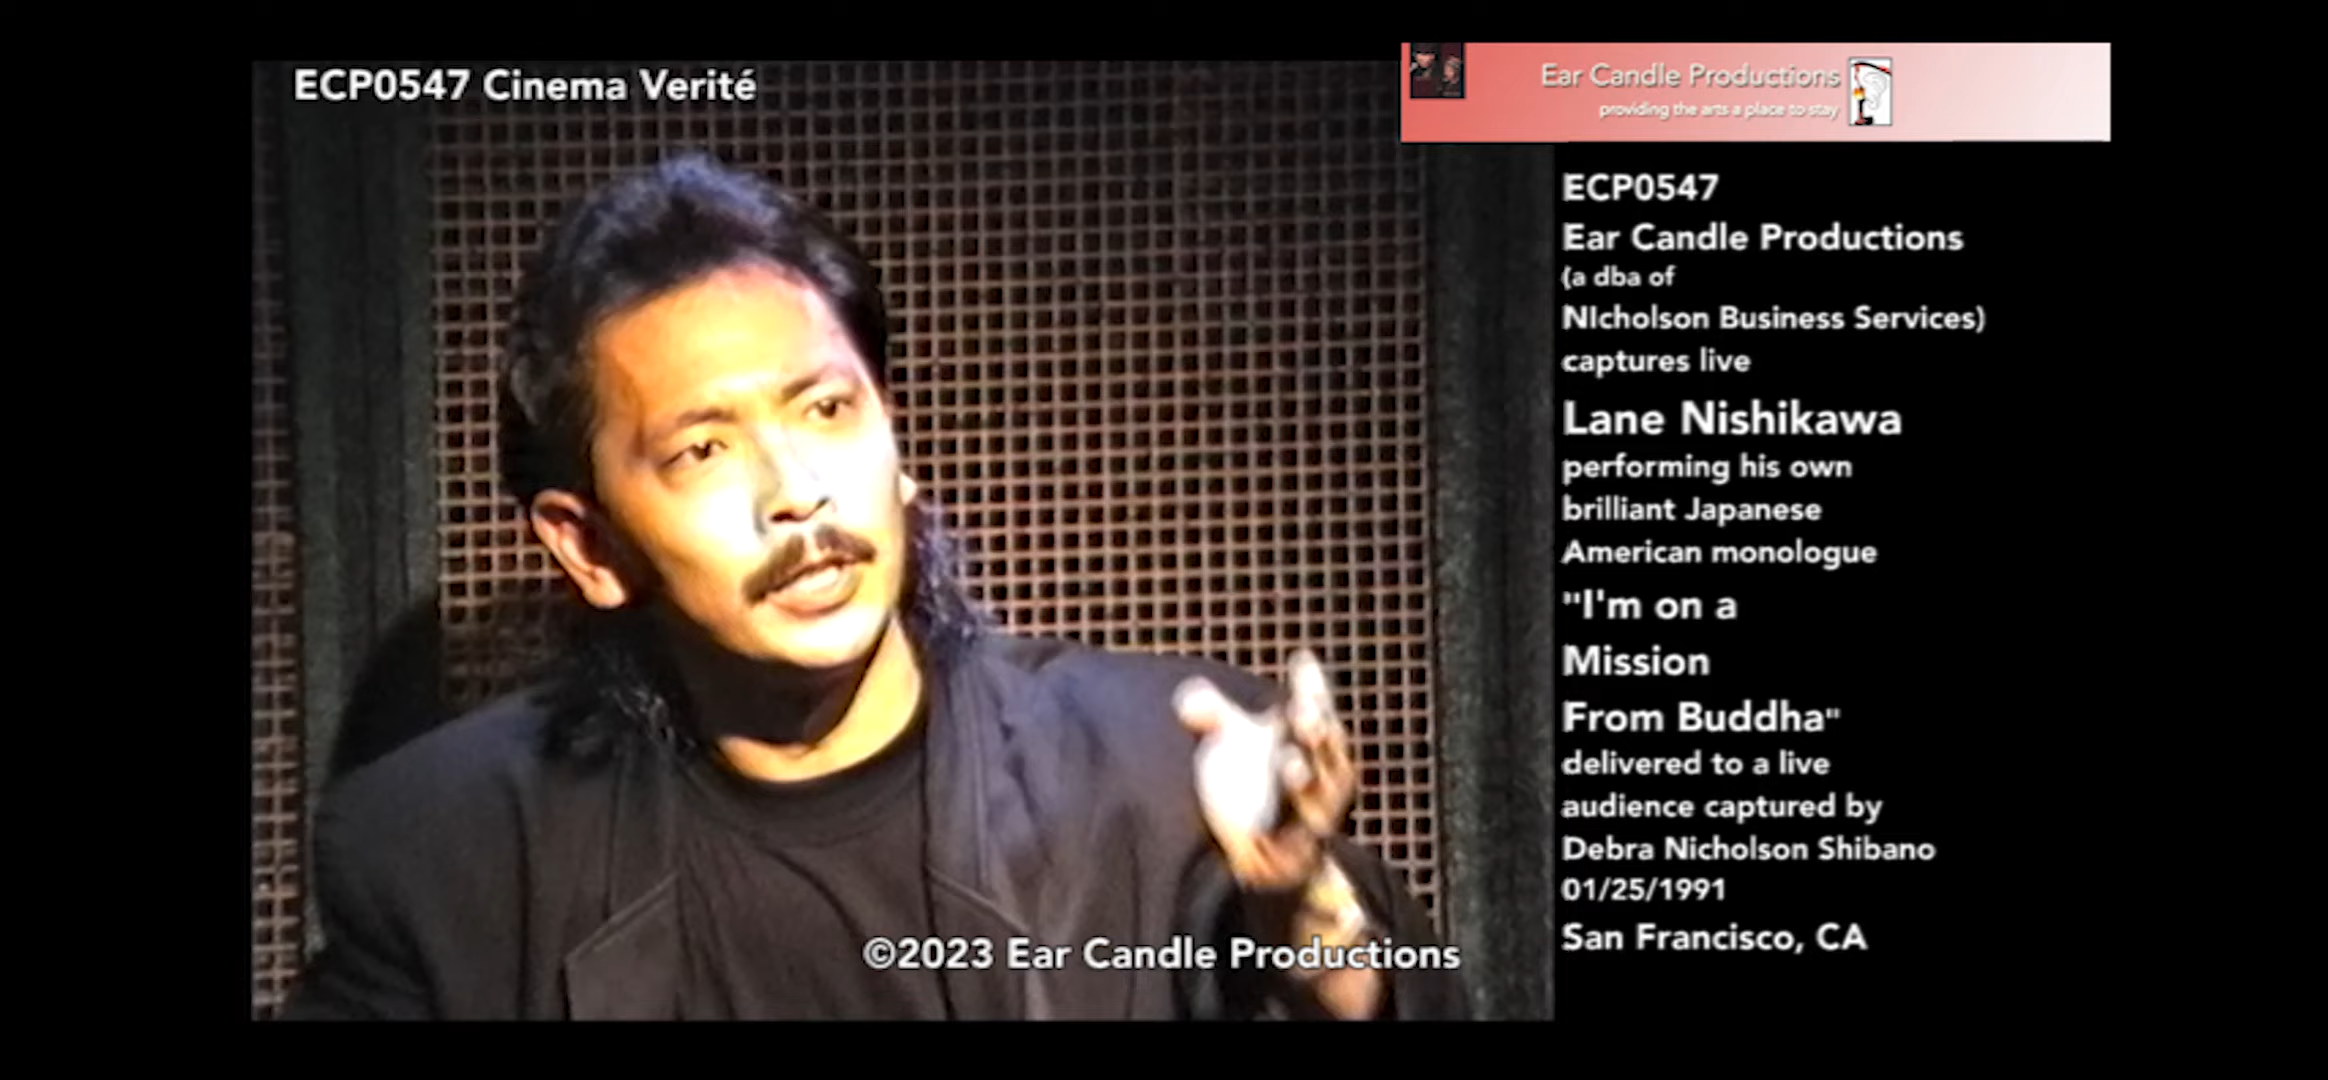 ECP0547 Cinema Verité
Ear Candle Productions
providing the arts a place to stay
ECP0547
Ear Candle Productions
(a dba of
NIcholson Business Services)
captures live
Lane Nishikawa
performing his own
brilliant Japanese
American monologue
"I'm on a
Mission
From Buddha"
delivered to a live
audience captured by
Debra Nicholson Shibano
01/25/1991
San Francisco, CA
©2023 Ear Candle Productions